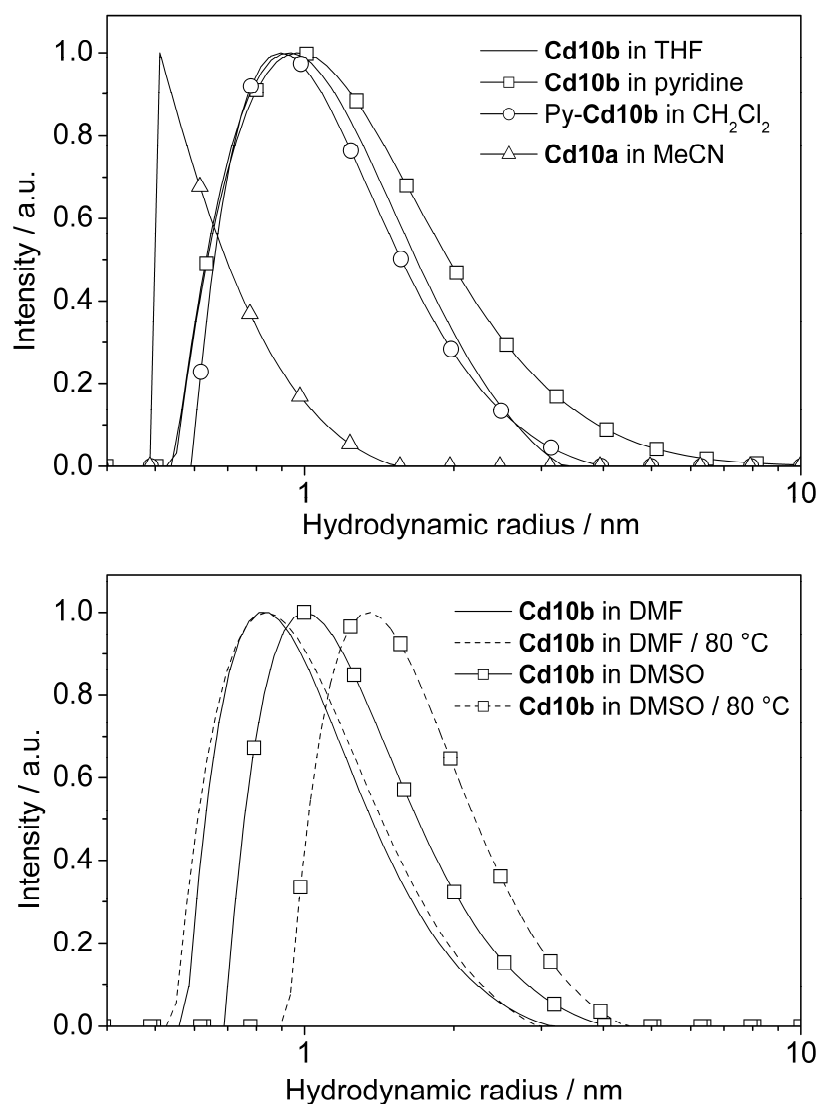 Cd10b in THF
Cd10b in pyridine
Py-Cd10b in CH2Cl2
Cd10a in MeCN
Intensity / a.u.
1.0
0.8
0.6
0.4
0.2
0.0
1
10
Hydrodynamic radius / nm
Cd10b in DMF
Cd10b in DMF / 80 °C
Cd10b in DMSO
Cd10b in DMSO / 80 °C
Intensity / a.u.
1.0
0.8
0.6
0.4
0.2
0.0
1
10
Hydrodynamic radius / nm